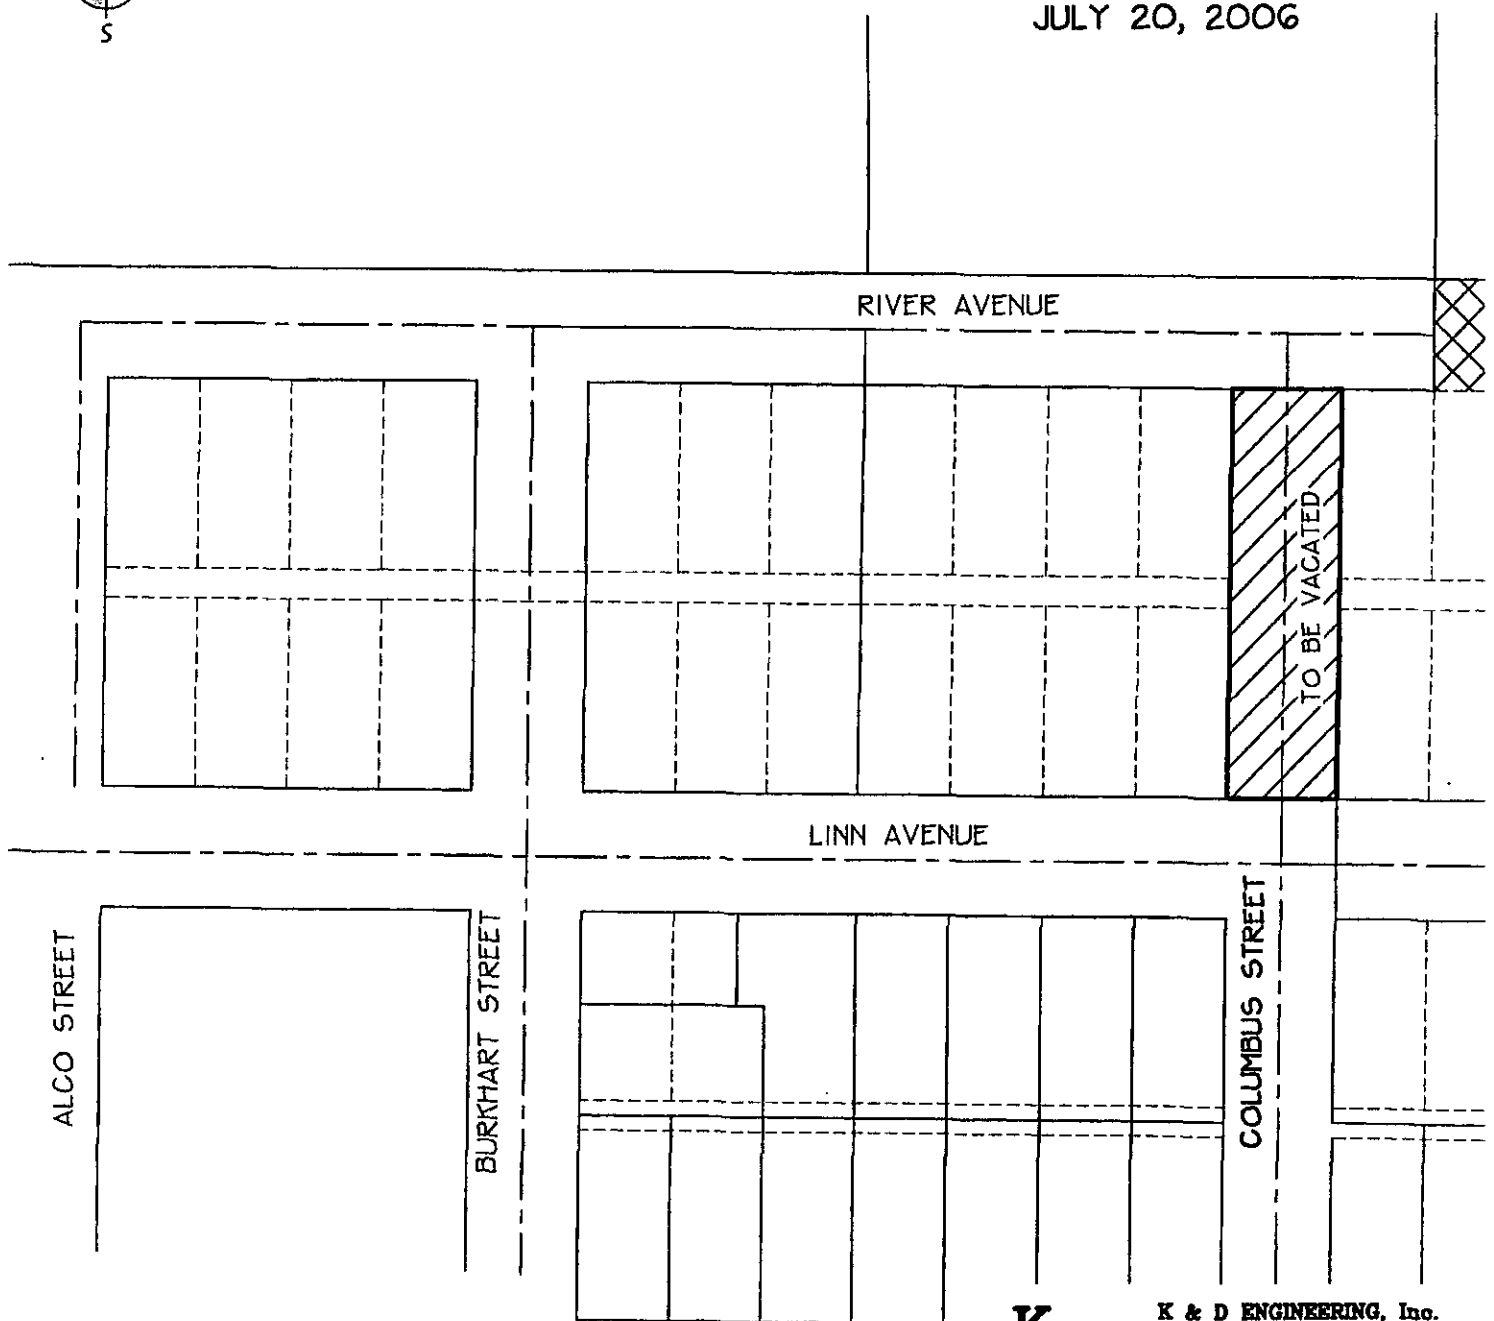 S
JULY 20, 2006
RIVER AVENUE
TO BE VACATED
LINN AVENUE
ALCO STREET
BURKHART STREET
COLUMBUS STREET
K
K & D ENGINEERING, Inc.